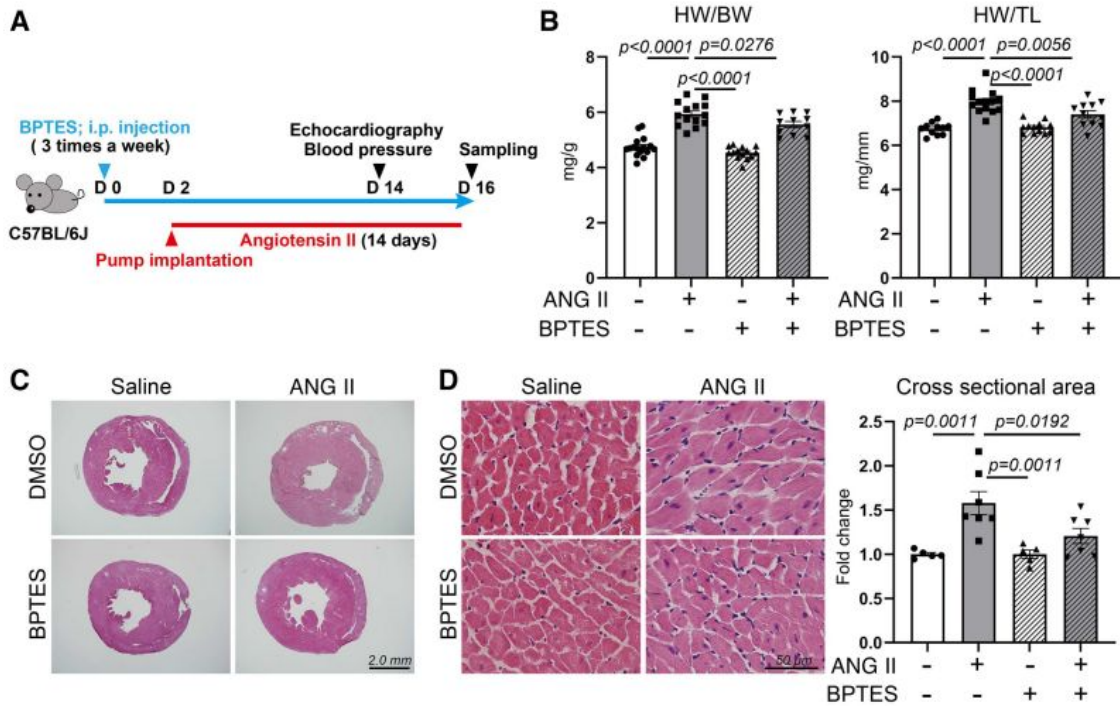 A
BPTES; i.p. injection
( 3 times a week)
Echocardiography
Blood pressure
Sampling
D 0
D 2
D 14
D 16
C57BL/6J
Angiotensin II (14 days)
Pump implantation
B
HW/BW
p<0.0001
p=0.0276
p<0.0001
8
6
4
2
0
mg/g
ANG II - + - +
BPTES - - + +
HW/TL
p<0.0001
p=0.0056
p<0.0001
10
8
6
4
2
0
mg/mm
ANG II - + - +
BPTES - - + +
C
Saline
ANG II
DMSO
BPTES
2.0 mm
D
Saline
ANG II
DMSO
BPTES
50 μm
Cross sectional area
p=0.0011
p=0.0192
p=0.0011
2.5
2.0
1.5
1.0
0.5
0.0
Fold change
ANG II - + - +
BPTES - - + +